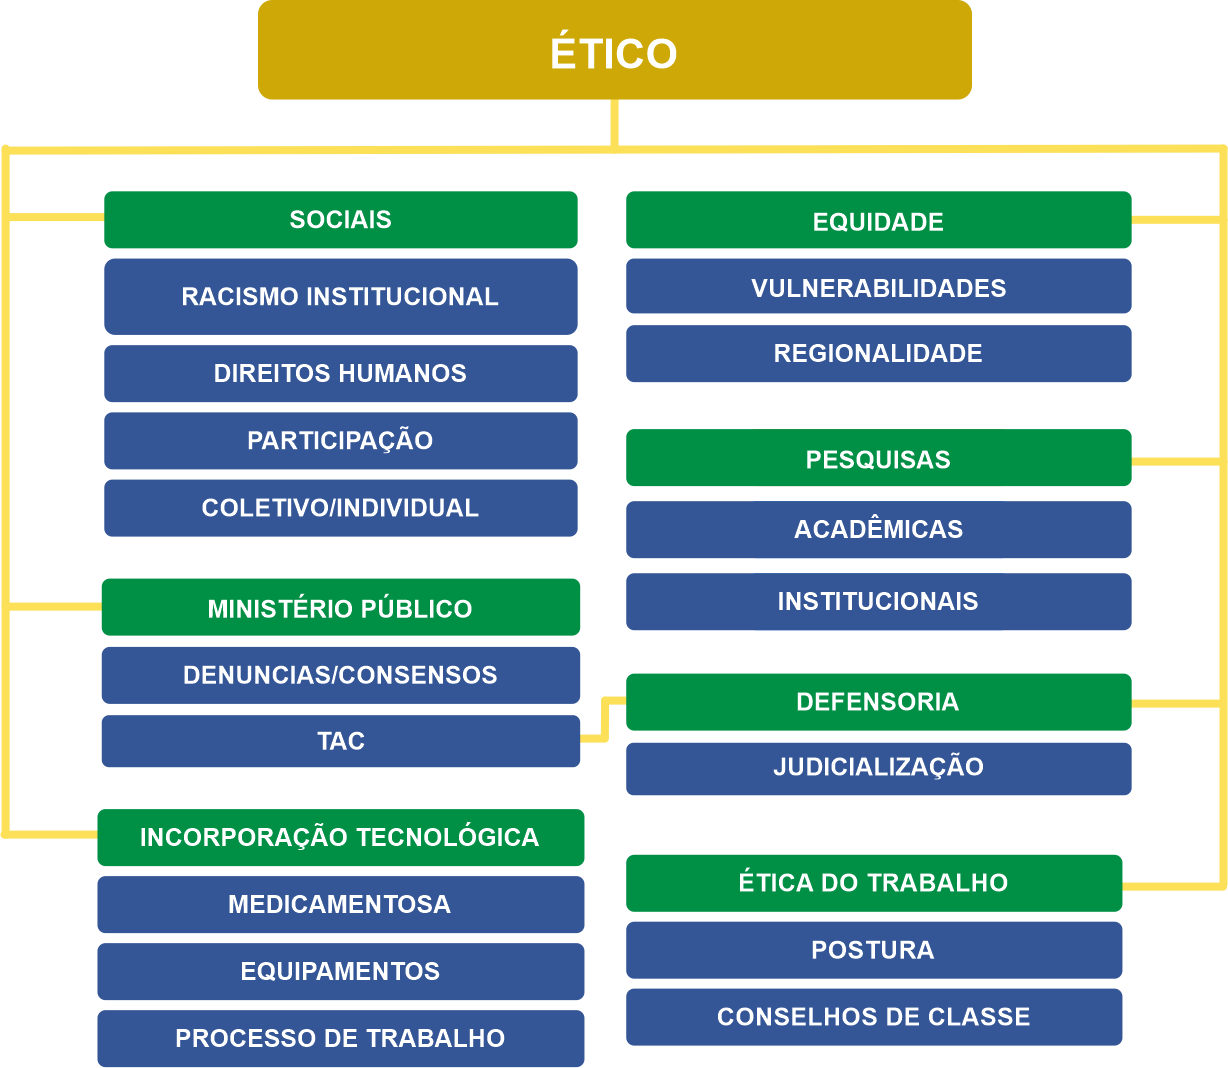 ÉTICO
SOCIAIS
RACISMO INSTITUCIONAL
DIREITOS HUMANOS
PARTICIPAÇÃO
COLETIVO/INDIVIDUAL
MINISTÉRIO PÚBLICO
DENUNCIAS/CONSENSOS
TAC
INCORPORAÇÃO TECNOLÓGICA
MEDICAMENTOSA
EQUIPAMENTOS
PROCESSO DE TRABALHO
EQUIDADE
VULNERABILIDADES
REGIONALIDADE
PESQUISAS
ACADÊMICAS
INSTITUCIONAIS
DEFENSORIA
JUDICIALIZAÇÃO
ÉTICA DO TRABALHO
POSTURA
CONSELHOS DE CLASSE